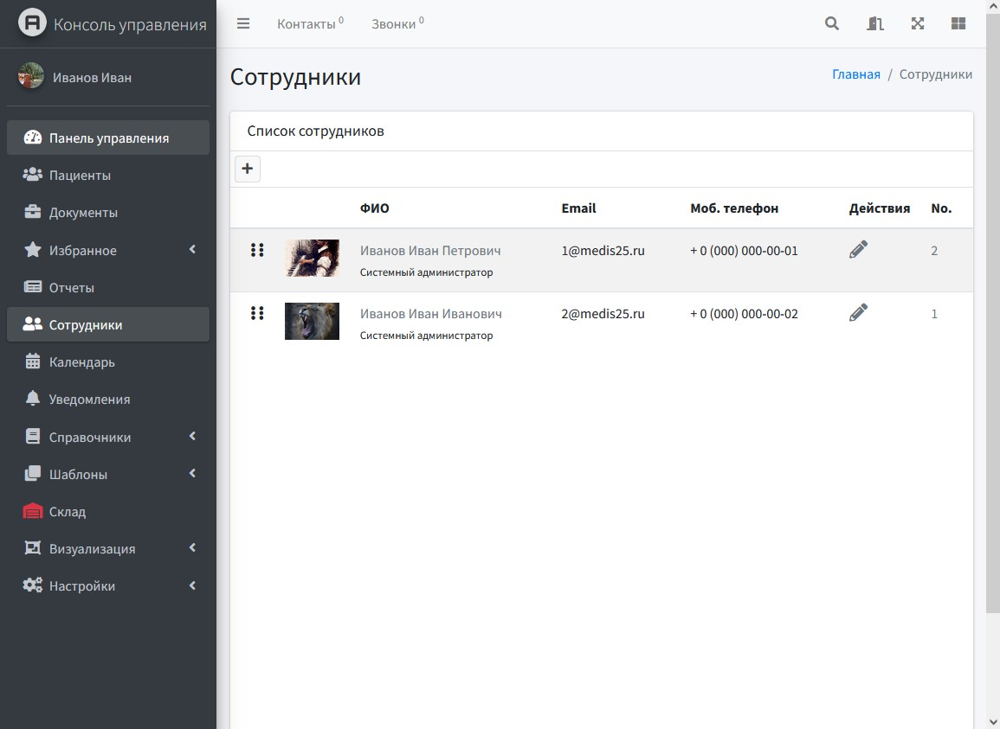 Консоль управления
Контакты 0
Звонки 0
Иванов Иван
Панель управления
Пациенты
Документы
Избранное
Отчеты
Сотрудники
Календарь
Уведомления
Справочники
Шаблоны
Склад
Визуализация
Настройки
Сотрудники
Главная / Сотрудники
Список сотрудников
ФИО Email Моб. телефон Действия No.
Иванов Иван Петрович 1@medis25.ru + 0 (000) 000-00-01 2
Системный администратор
Иванов Иван Иванович 2@medis25.ru + 0 (000) 000-00-02 1
Системный администратор